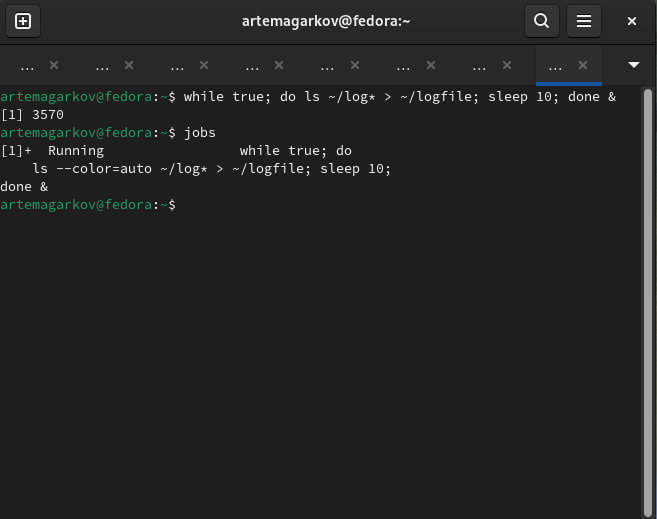 artemagarkov@fedora:~
... ... ... ... ... ... ... ...
artemagarkov@fedora:~$ while true; do ls ~/log* > ~/logfile; sleep 10; done &
[1] 3570
artemagarkov@fedora:~$ jobs
[1]+  Running                 while true; do
    ls --color=auto ~/log* > ~/logfile; sleep 10;
done &
artemagarkov@fedora:~$